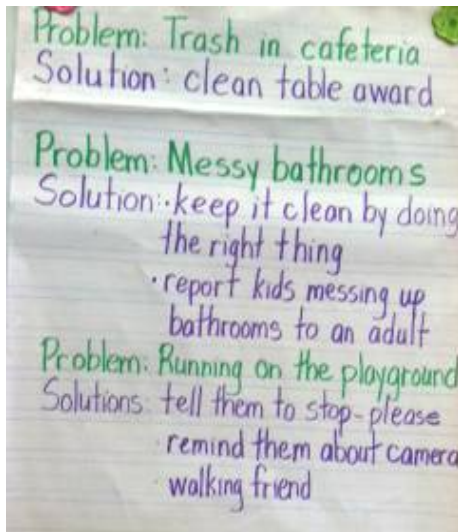 Problem: Trash in cafeteria
Solution: clean table award
Problem: Messy bathrooms
Solution: · keep it clean by doing
the right thing
· report kids messing up
bathrooms to an adult
Problem: Running on the playground
Solutions: tell them to stop-please
· remind them about camera
· walking friend